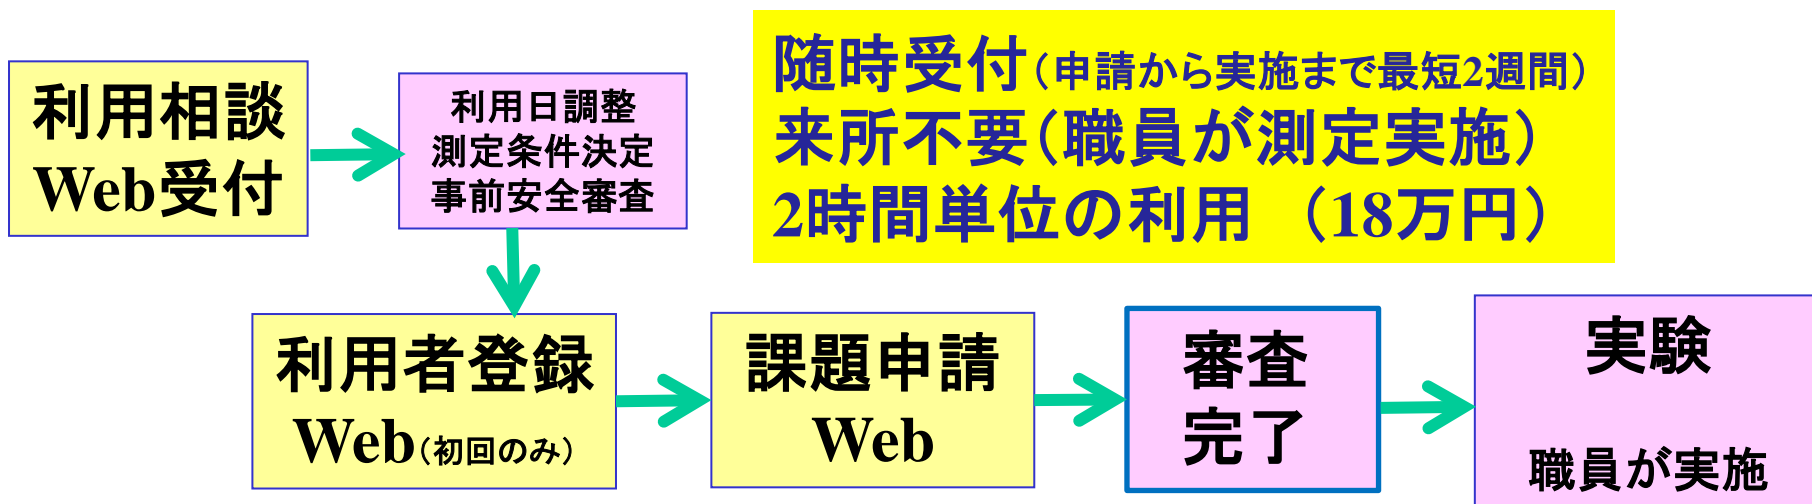 利用相談
Web受付
利用日調整
測定条件決定
事前安全審査
随時受付(申請から実施まで最短2週間)
来所不要(職員が測定実施)
2時間単位の利用 (18万円)
利用者登録
Web(初回のみ)
課題申請
Web
審査
完了
実験
職員が実施